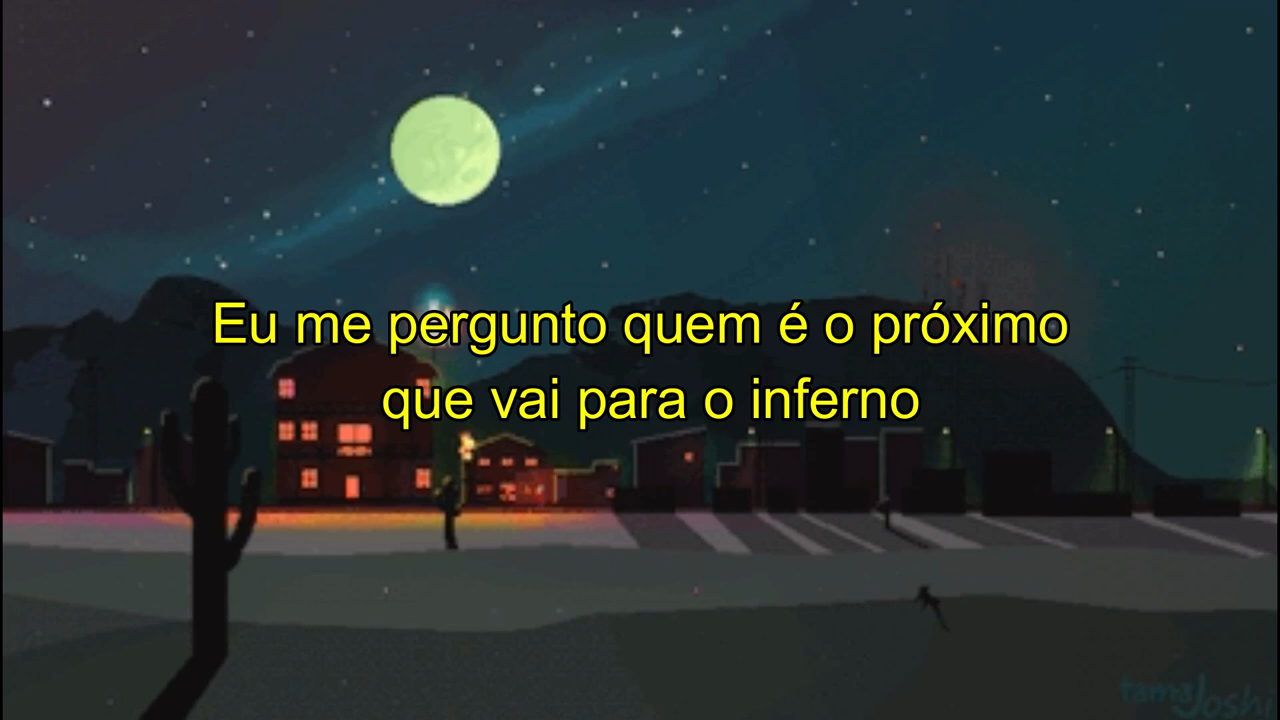 Eu me pergunto quem é o próximo
que vai para o inferno